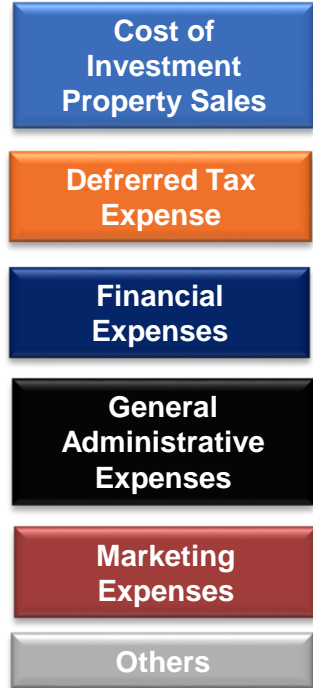 Cost of
Investment
Property Sales
Defrerred Tax
Expense
Financial
Expenses
General
Administrative
Expenses
Marketing
Expenses
Others